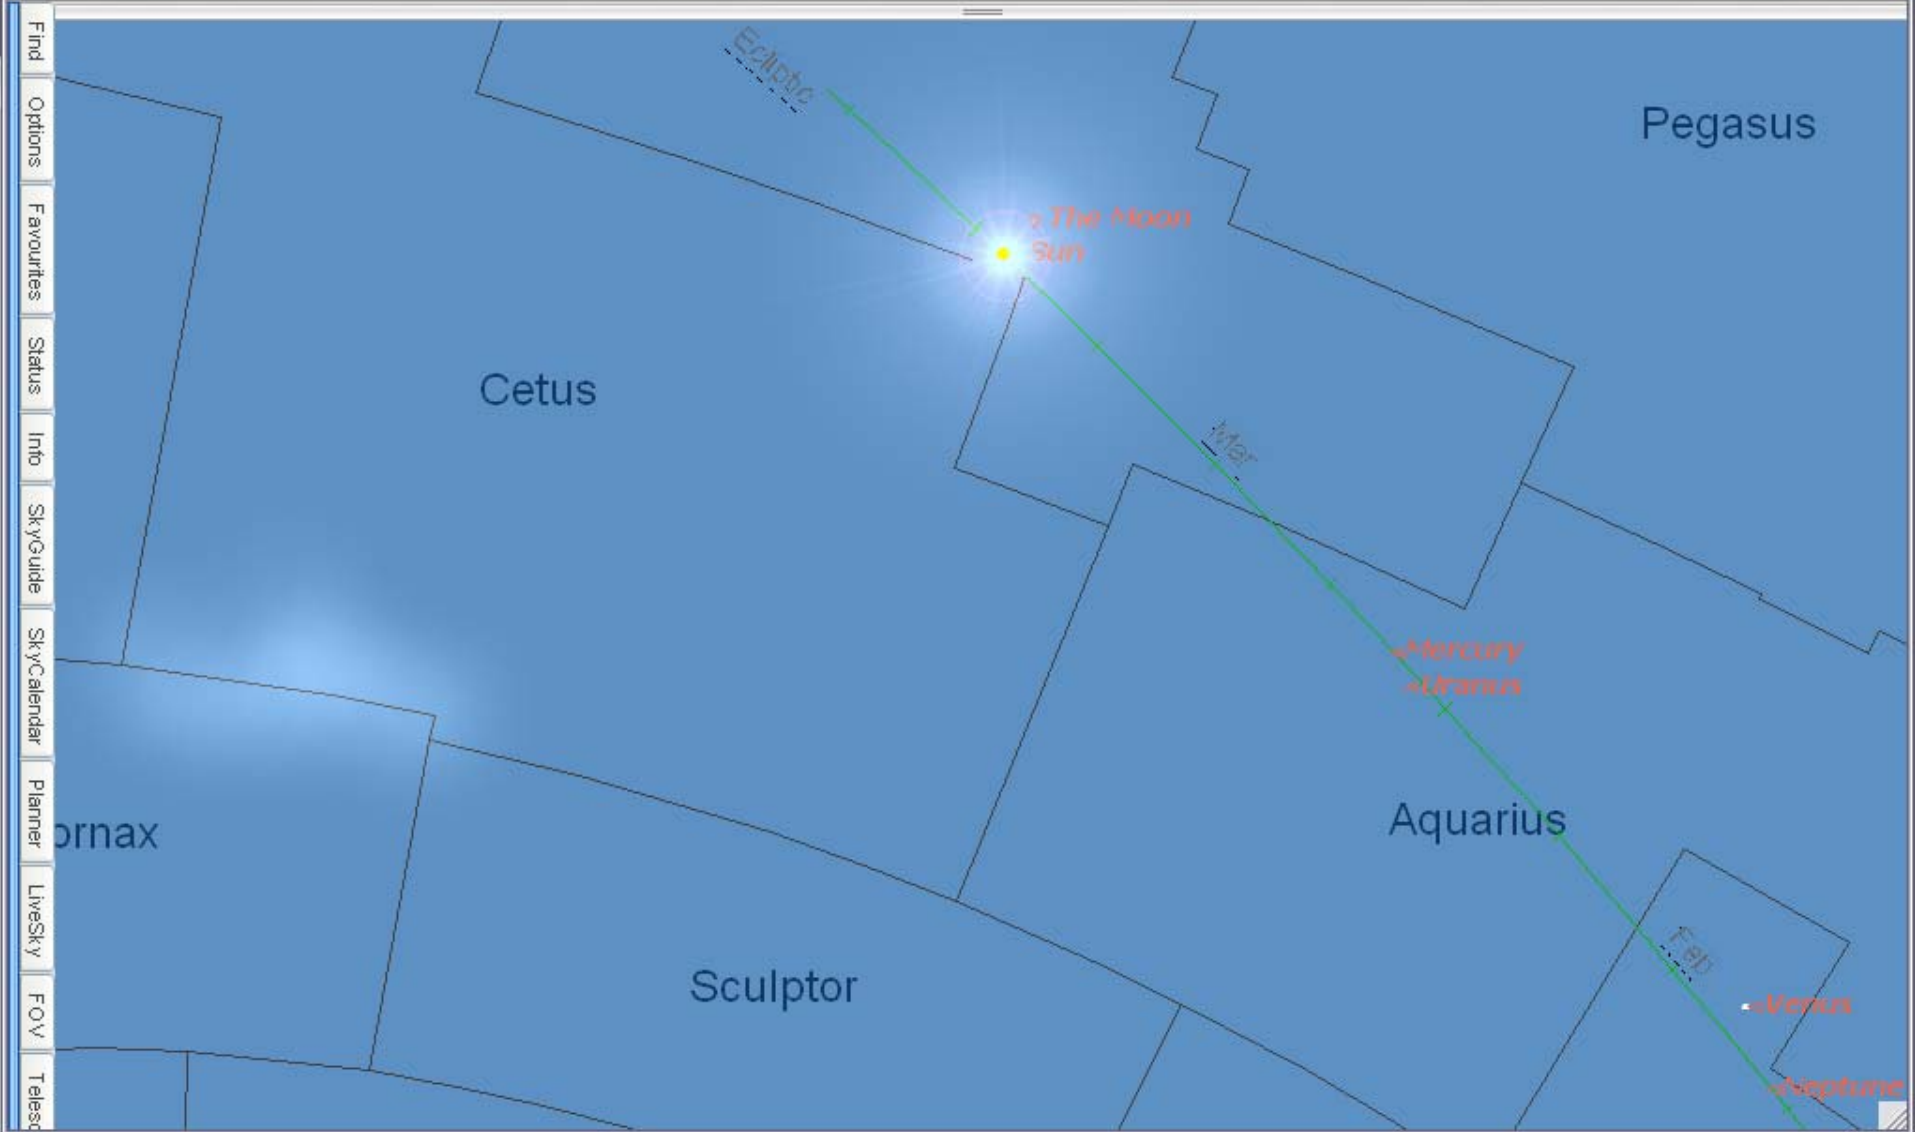 Find
Options
Favourites
Status
Info
SkyGuide
SkyCalendar
Planner
LiveSky
FOV
Telesc
Ecliptic
Pegasus
The Moon
Sun
Cetus
Mar
Mercury
Uranus
Aquarius
ornax
Feb
Sculptor
Venus
Neptune